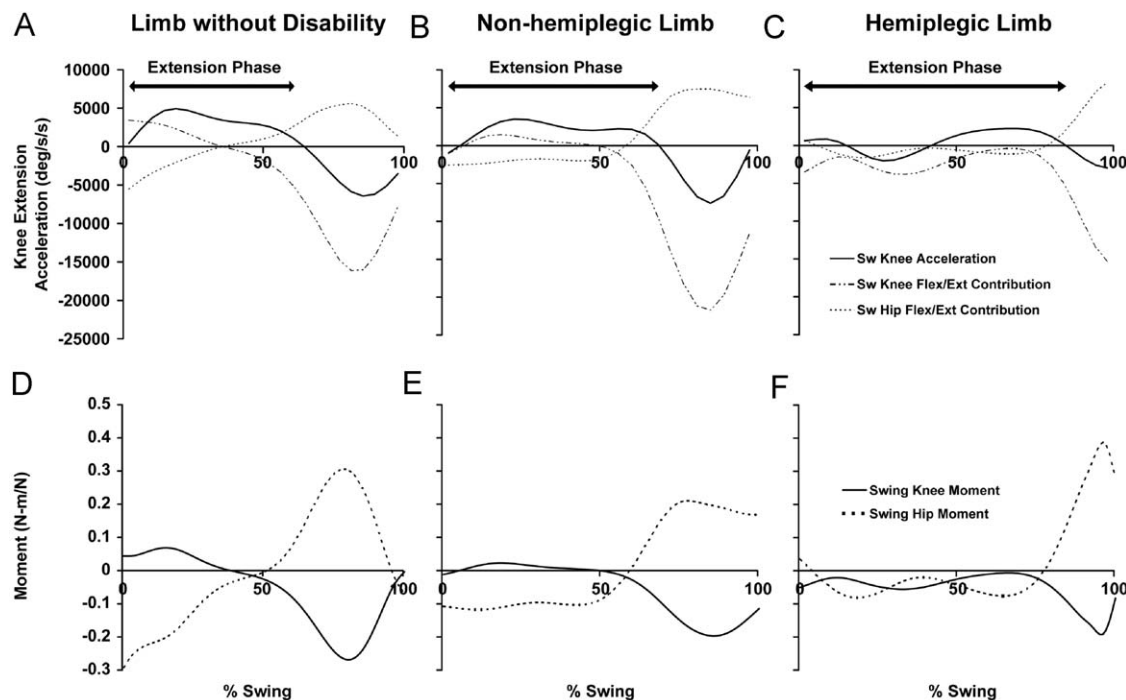 A Limb without Disability B Non-hemiplegic Limb C Hemiplegic Limb
Knee Extension
Acceleration (deg/s/s)
10000
5000
0
-5000
-10000
-15000
-20000
-25000
Extension Phase
50 100
Extension Phase
50 100
Extension Phase
50 100
Sw Knee Acceleration
Sw Knee Flex/Ext Contribution
Sw Hip Flex/Ext Contribution
D E F
Moment (N-m/N)
0.5
0.4
0.3
0.2
0.1
0
-0.1
-0.2
-0.3
0 50 100
0 50 100
0 50 100
Swing Knee Moment
Swing Hip Moment
% Swing % Swing % Swing